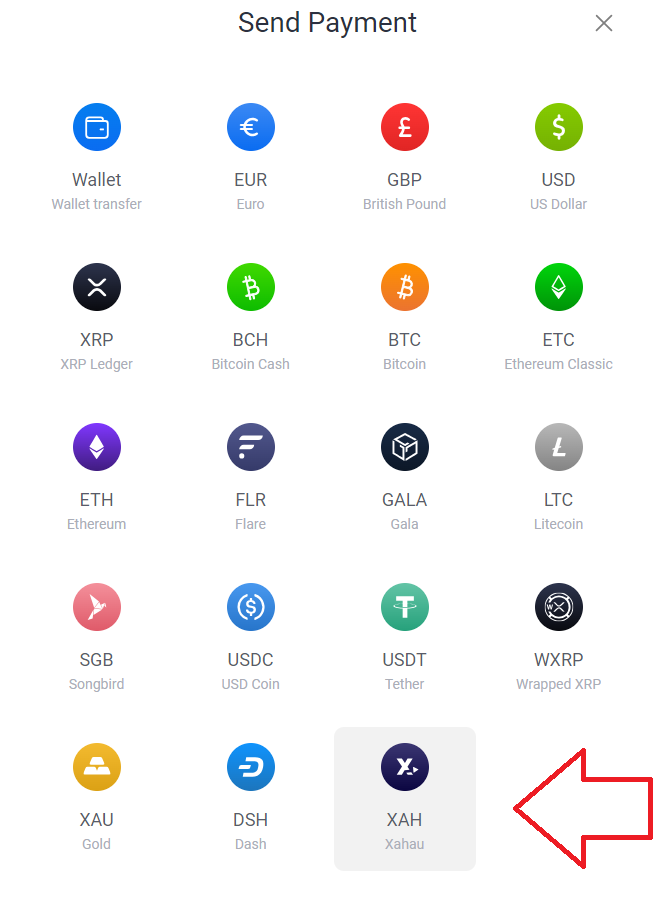 Send Payment
Wallet EUR GBP USD
Wallet transfer Euro British Pound US Dollar
XRP BCH BTC ETC
XRP Ledger Bitcoin Cash Bitcoin Ethereum Classic
ETH FLR GALA LTC
Ethereum Flare Gala Litecoin
SGB USDC USDT WXRP
Songbird USD Coin Tether Wrapped XRP
XAU DSH XAH
Gold Dash Xahau